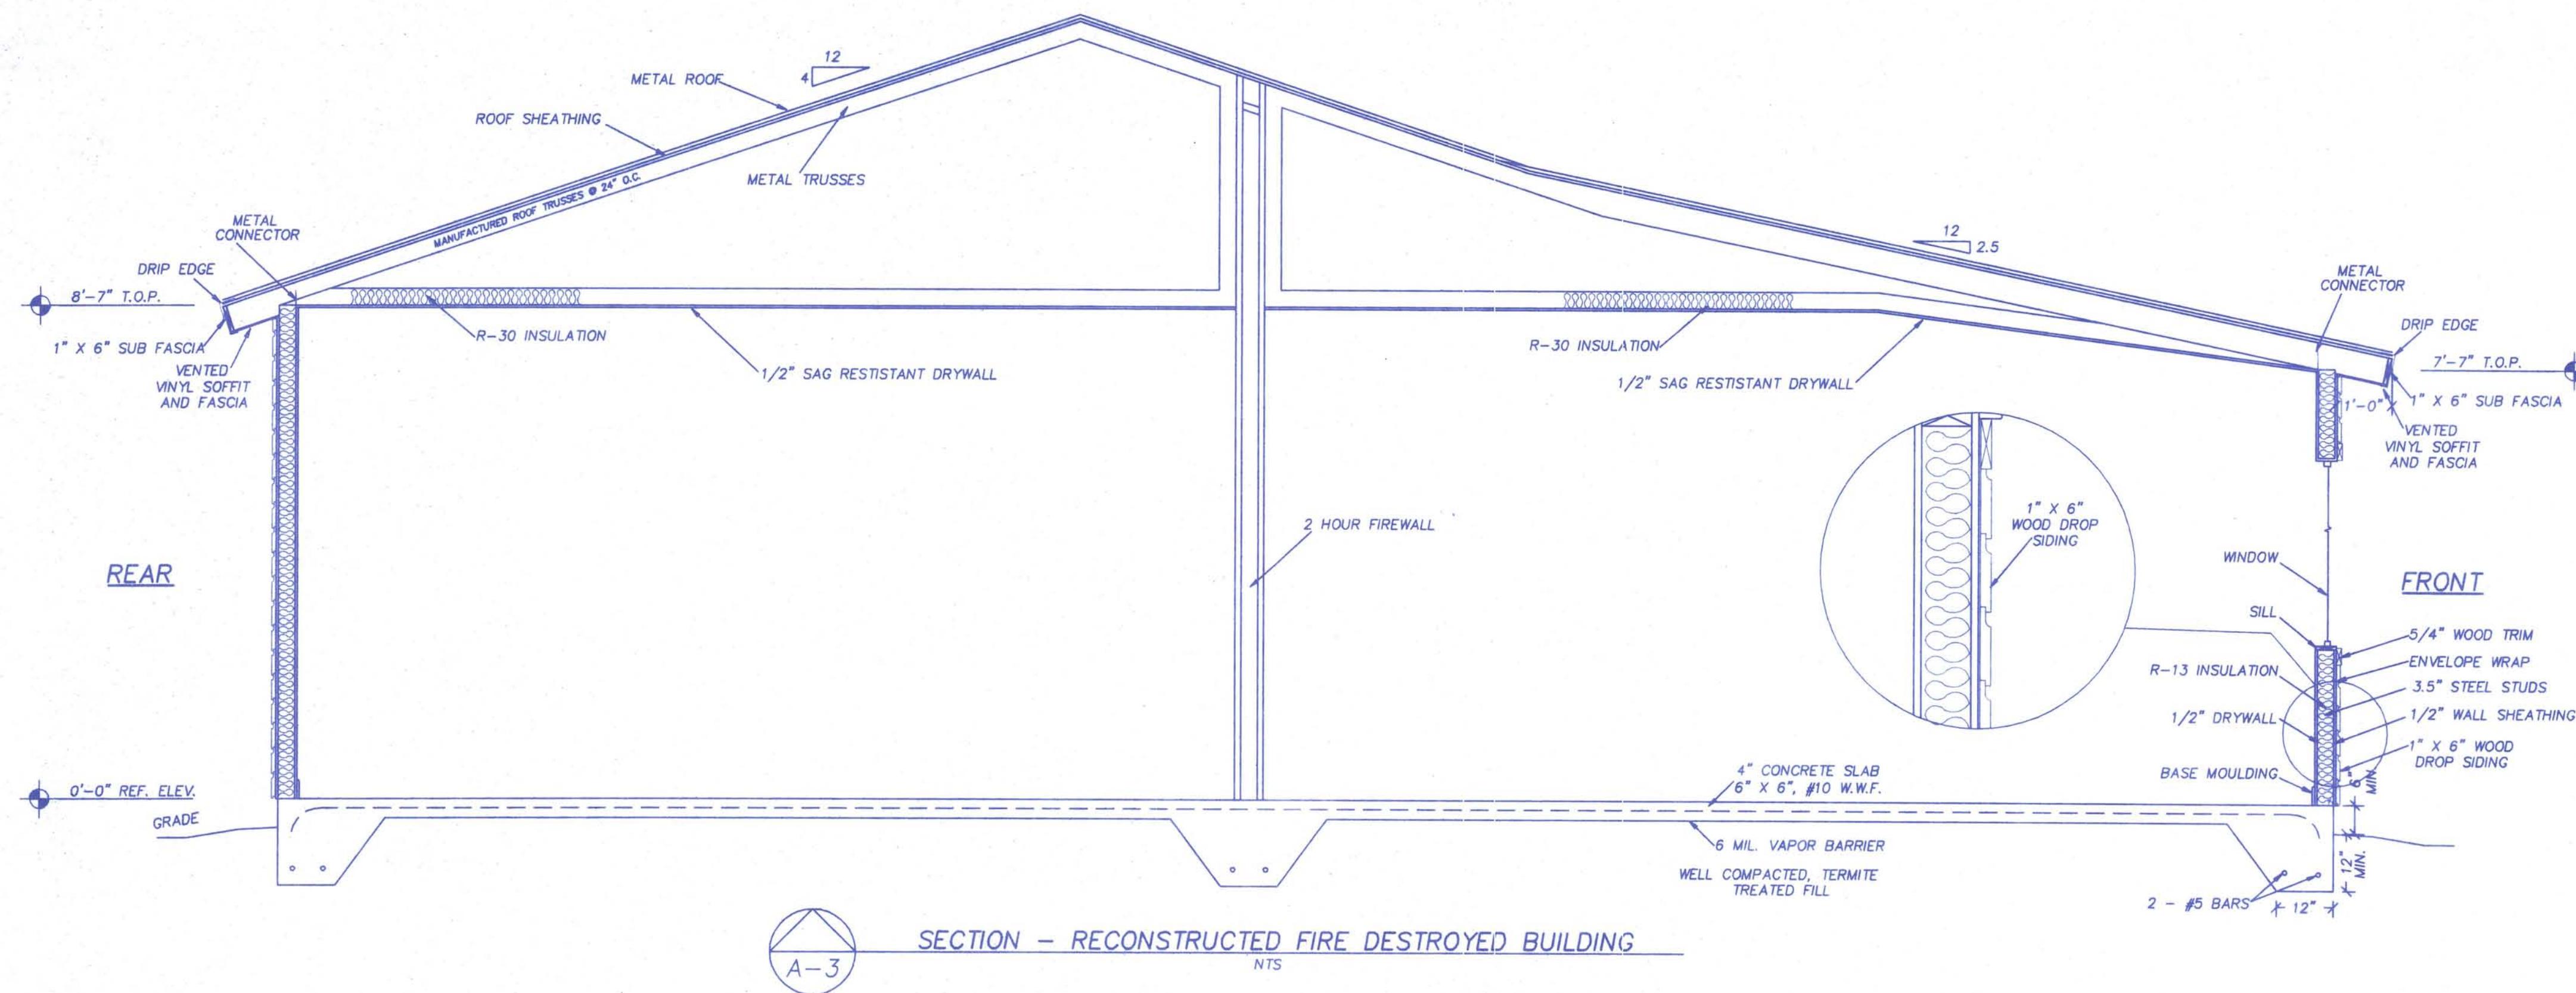 12
4
METAL ROOF
ROOF SHEATHING
METAL TRUSSES
MANUFACTURED ROOF TRUSSES @ 24" O.C.
METAL
CONNECTOR
DRIP EDGE
8'-7" T.O.P.
1" X 6" SUB FASCIA
VENTED
VINYL SOFFIT
AND FASCIA
R-30 INSULATION
1/2" SAG RESTISTANT DRYWALL
12
2.5
METAL
CONNECTOR
DRIP EDGE
7'-7" T.O.P.
R-30 INSULATION
1/2" SAG RESTISTANT DRYWALL
1'-0"
1" X 6" SUB FASCIA
VENTED
VINYL SOFFIT
AND FASCIA
2 HOUR FIREWALL
1" X 6"
WOOD DROP
SIDING
REAR
WINDOW
FRONT
SILL
5/4" WOOD TRIM
ENVELOPE WRAP
R-13 INSULATION
3.5" STEEL STUDS
1/2" DRYWALL
1/2" WALL SHEATHING
1" X 6" WOOD
DROP SIDING
BASE MOULDING
6"
MIN.
0'-0" REF. ELEV.
GRADE
4" CONCRETE SLAB
6" X 6", #10 W.W.F.
6 MIL. VAPOR BARRIER
WELL COMPACTED, TERMITE
TREATED FILL
12"
MIN.
2 - #5 BARS
12"
SECTION - RECONSTRUCTED FIRE DESTROYED BUILDING
NTS
A-3